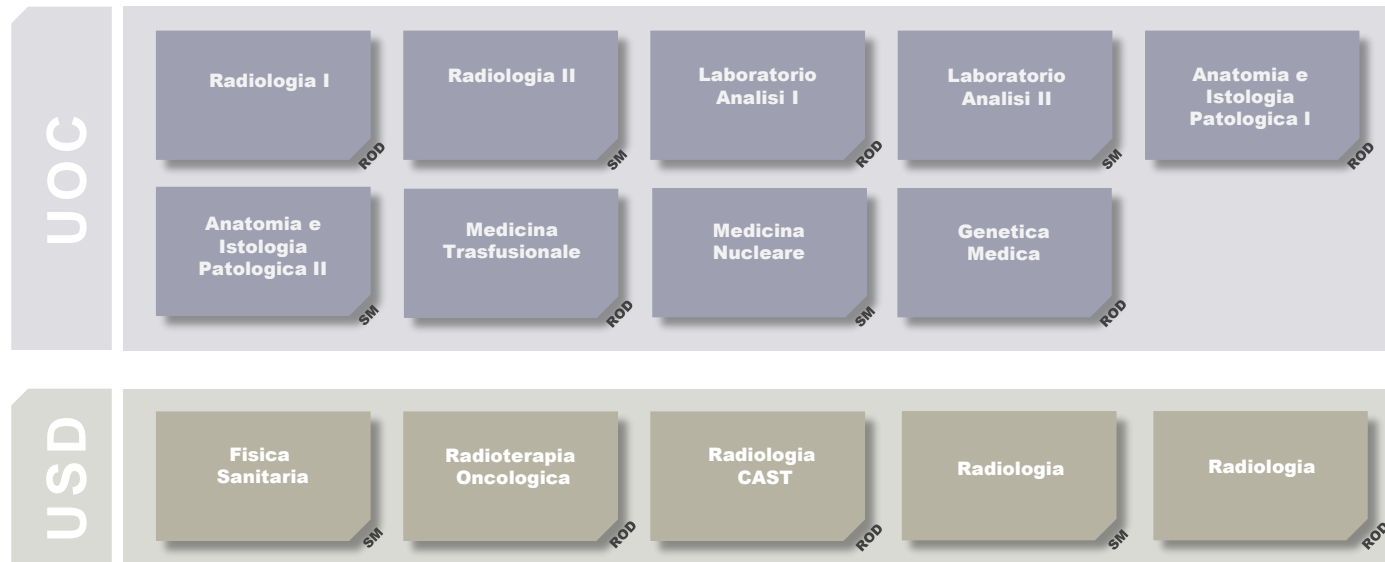 UOC
Radiologia I
ROD
Radiologia II
SM
Laboratorio
Analisi I
ROD
Laboratorio
Analisi II
SM
Anatomia e
Istologia
Patologica I
ROD
Anatomia e
Istologia
Patologica II
SM
Medicina
Trasfusionale
ROD
Medicina
Nucleare
SM
Genetica
Medica
ROD
USD
Fisica
Sanitaria
SM
Radioterapia
Oncologica
ROD
Radiologia
CAST
ROD
Radiologia
SM
Radiologia
ROD